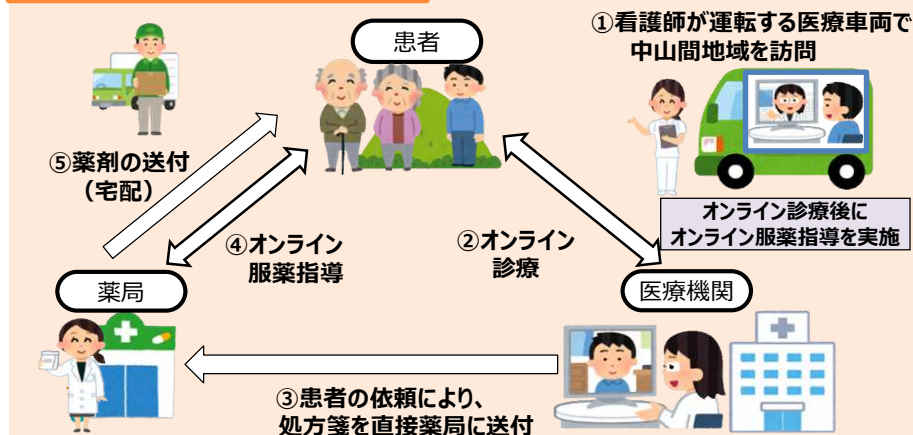 ①看護師が運転する医療車両で
中山間地域を訪問
患者
⑤薬剤の送付
（宅配）
④オンライン
服薬指導
②オンライン
診療
オンライン診療後に
オンライン服薬指導を実施
薬局
医療機関
③患者の依頼により、
処方箋を直接薬局に送付